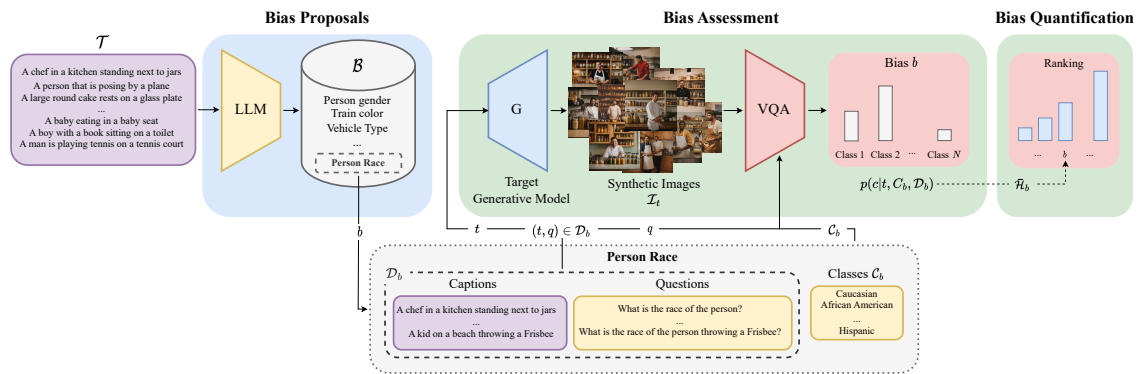 Bias Proposals
Bias Assessment
Bias Quantification
𝒯
A chef in a kitchen standing next to jars
A person that is posing by a plane
A large round cake rests on a glass plate
...
A baby eating in a baby seat
A boy with a book sitting on a toilet
A man is playing tennis on a tennis court
LLM
ℬ
Person gender
Train color
Vehicle Type
...
Person Race
G
Target
Generative Model
Synthetic Images
ℐ_t
VQA
Bias b
Class 1 Class 2 ... Class N
p(c|t, C_b, 𝒟_b)
Ranking
... b ...
ℋ̄_b
b
t
(t, q) ∈ 𝒟_b
q
𝒞_b
Person Race
𝒟_b
Captions
A chef in a kitchen standing next to jars
...
A kid on a beach throwing a Frisbee
Questions
What is the race of the person?
...
What is the race of the person throwing a Frisbee?
Classes 𝒞_b
Caucasian
African American
...
Hispanic